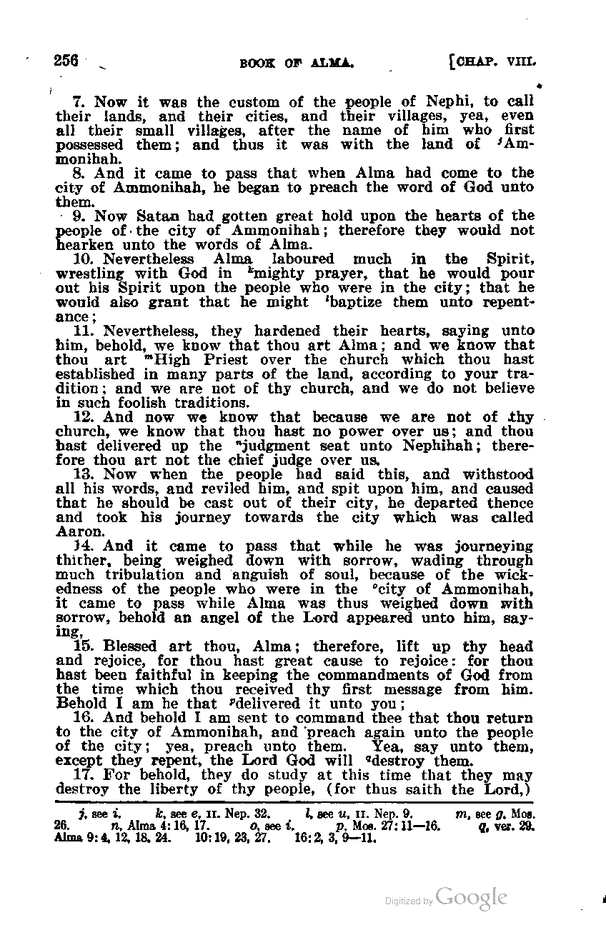 256 BOOK OF ALMA. [CHAP. VIII.
7. Now it was the custom of the people of Nephi, to call
their lands, and their cities, and their villages, yea, even
all their small villages, after the name of him who first
possessed them; and thus it was with the land of jAm-
monihah.
8. And it came to pass that when Alma had come to the
city of Ammonihah, he began to preach the word of God unto
them.
9. Now Satan had gotten great hold upon the hearts of the
people of the city of Ammonihah; therefore they would not
hearken unto the words of Alma.
10. Nevertheless Alma laboured much in the Spirit,
wrestling with God in kmighty prayer, that he would pour
out his Spirit upon the people who were in the city; that he
would also grant that he might lbaptize them unto repent-
ance;
11. Nevertheless, they hardened their hearts, saying unto
him, behold, we know that thou art Alma; and we know that
thou art mHigh Priest over the church which thou hast
established in many parts of the land, according to your tra-
dition; and we are not of thy church, and we do not believe
in such foolish traditions.
12. And now we know that because we are not of thy
church, we know that thou hast no power over us; and thou
hast delivered up the njudgment seat unto Nephihah; there-
fore thou art not the chief judge over us.
13. Now when the people had said this, and withstood
all his words, and reviled him, and spit upon him, and caused
that he should be cast out of their city, he departed thence
and took his journey towards the city which was called
Aaron.
14. And it came to pass that while he was journeying
thither, being weighed down with sorrow, wading through
much tribulation and anguish of soul, because of the wick-
edness of the people who were in the ocity of Ammonihah,
it came to pass while Alma was thus weighed down with
sorrow, behold an angel of the Lord appeared unto him, say-
ing,
15. Blessed art thou, Alma; therefore, lift up thy head
and rejoice, for thou hast great cause to rejoice: for thou
hast been faithful in keeping the commandments of God from
the time which thou received thy first message from him.
Behold I am he that pdelivered it unto you;
16. And behold I am sent to command thee that thou return
to the city of Ammonihah, and preach again unto the people
of the city; yea, preach unto them. Yea, say unto them,
except they repent, the Lord God will qdestroy them.
17. For behold, they do study at this time that they may
destroy the liberty of thy people, (for thus saith the Lord,)
j, see i. k, see e, II. Nep. 32. l, see u, II. Nep. 9. m, see g, Mos.
26. n, Alma 4:16, 17. o, see i. p, Mos. 27:11—16. q, ver. 29.
Alma 9:4, 12, 18, 24. 10:19, 23, 27. 16:2, 3, 9—11.
Digitized by Google